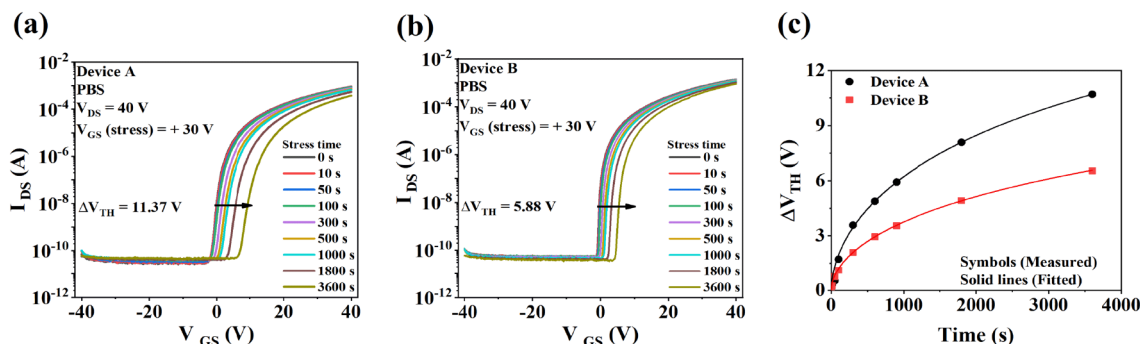 (a)
Device A
PBS
V_DS = 40 V
V_GS (stress) = + 30 V
Stress time
0 s
10 s
50 s
100 s
300 s
500 s
1000 s
1800 s
3600 s
ΔV_TH = 11.37 V
I_DS (A)
10^-2
10^-4
10^-6
10^-8
10^-10
10^-12
-40 -20 0 20 40
V_GS (V)
(b)
Device B
PBS
V_DS = 40 V
V_GS (stress) = + 30 V
Stress time
0 s
10 s
50 s
100 s
300 s
500 s
1000 s
1800 s
3600 s
ΔV_TH = 5.88 V
I_DS (A)
10^-2
10^-4
10^-6
10^-8
10^-10
10^-12
-40 -20 0 20 40
V_GS (V)
(c)
Device A
Device B
ΔV_TH (V)
12
9
6
3
0
Symbols (Measured)
Solid lines (Fitted)
0 1000 2000 3000 4000
Time (s)